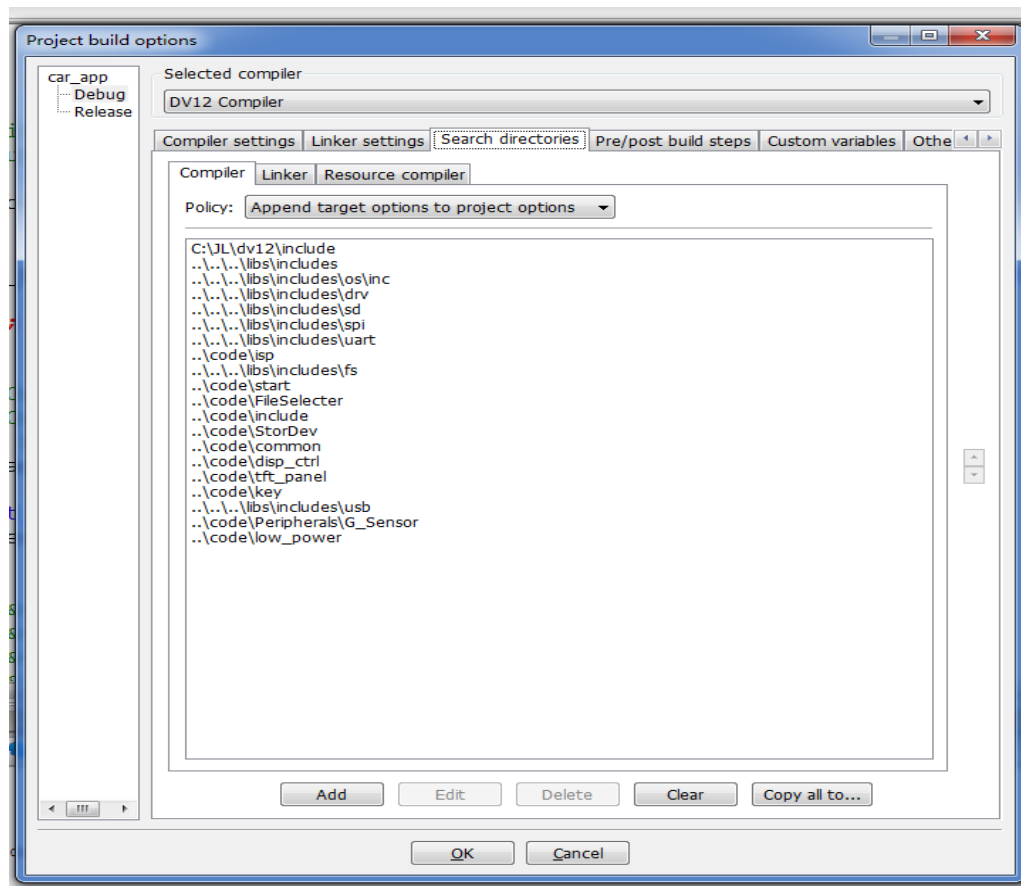 Project build options
car_app
Debug
Release
Selected compiler
DV12 Compiler
Compiler settings Linker settings Search directories Pre/post build steps Custom variables Othe
Compiler Linker Resource compiler
Policy: Append target options to project options
C:\JL\dv12\include
..\..\..\libs\includes
..\..\..\libs\includes\os\inc
..\..\..\libs\includes\drv
..\..\..\libs\includes\sd
..\..\..\libs\includes\spi
..\..\..\libs\includes\uart
..\code\isp
..\..\..\libs\includes\fs
..\code\start
..\code\FileSelecter
..\code\include
..\code\StorDev
..\code\common
..\code\disp_ctrl
..\code\tft_panel
..\code\key
..\..\..\libs\includes\usb
..\code\Peripherals\G_Sensor
..\code\low_power
Add Edit Delete Clear Copy all to...
OK Cancel